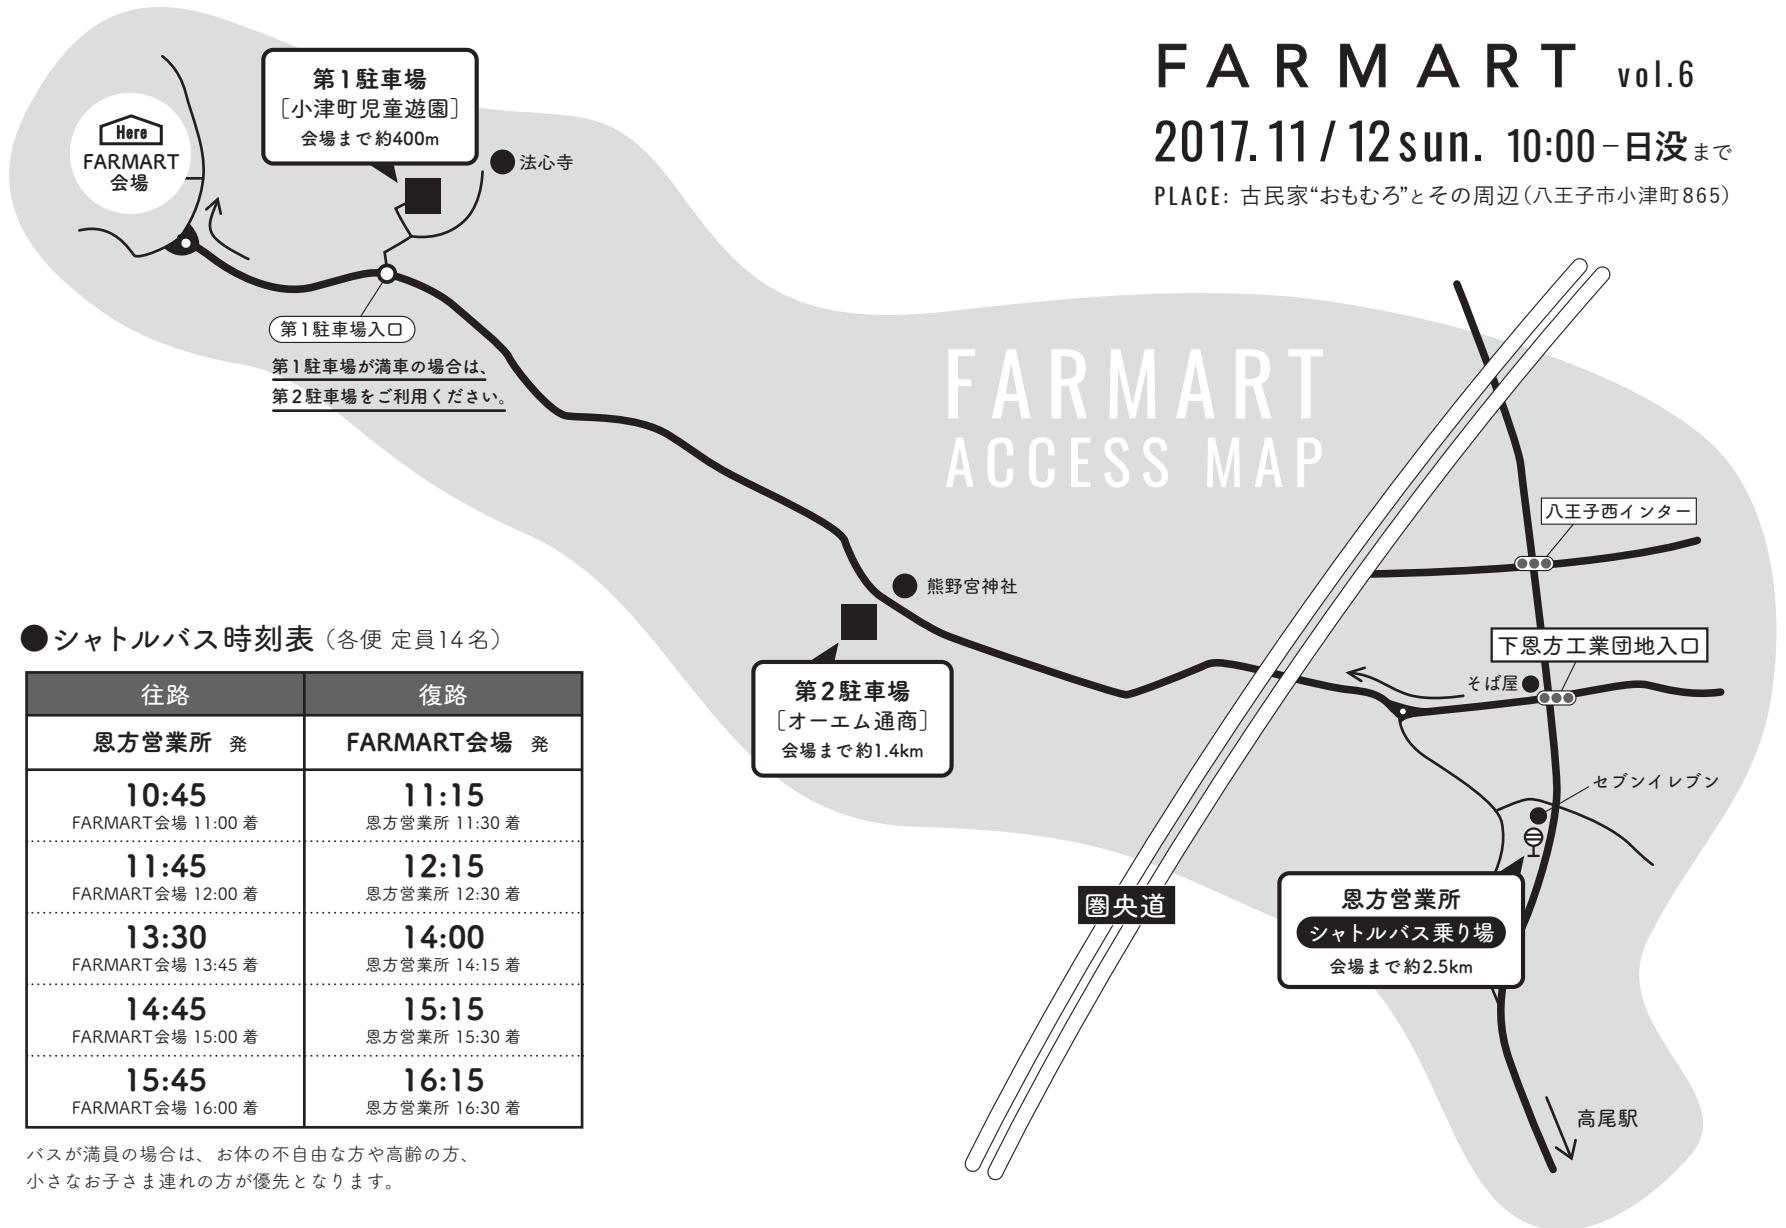 FARMART vol.6
2017.11/12sun. 10:00−日没まで
PLACE: 古民家“おもむろ”とその周辺（八王子市小津町865）
第1駐車場
［小津町児童遊園］
会場まで約400m
法心寺
Here
FARMART
会場
第1駐車場入口
第1駐車場が満車の場合は、
第2駐車場をご利用ください。
FARMART
ACCESS MAP
八王子西インター
熊野宮神社
下恩方工業団地入口
そば屋
第2駐車場
［オーエム通商］
会場まで約1.4km
セブンイレブン
圏央道
恩方営業所
シャトルバス乗り場
会場まで約2.5km
高尾駅
●シャトルバス時刻表（各便 定員14名）
往路 復路
恩方営業所 発 FARMART会場 発
10:45 11:15
FARMART会場 11:00 着 恩方営業所 11:30 着
11:45 12:15
FARMART会場 12:00 着 恩方営業所 12:30 着
13:30 14:00
FARMART会場 13:45 着 恩方営業所 14:15 着
14:45 15:15
FARMART会場 15:00 着 恩方営業所 15:30 着
15:45 16:15
FARMART会場 16:00 着 恩方営業所 16:30 着
バスが満員の場合は、お体の不自由な方や高齢の方、
小さなお子さま連れの方が優先となります。